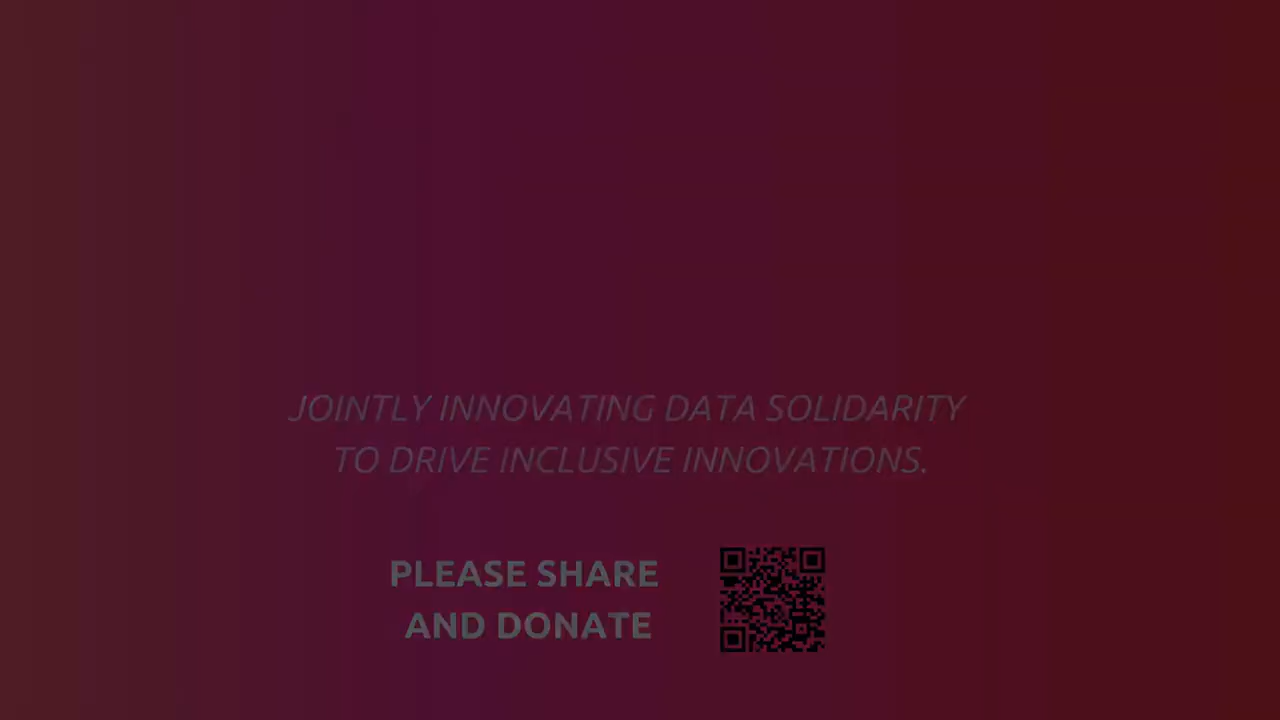 JOINTLY INNOVATING DATA SOLIDARITY
TO DRIVE INCLUSIVE INNOVATIONS.
PLEASE SHARE
AND DONATE